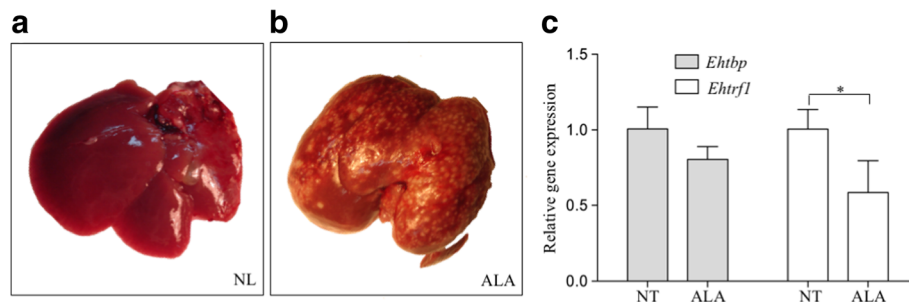 a
b
c
NL
ALA
Relative gene expression
1.5
1.0
0.5
0.0
Ehtbp
Ehtrf1
*
NT ALA NT ALA